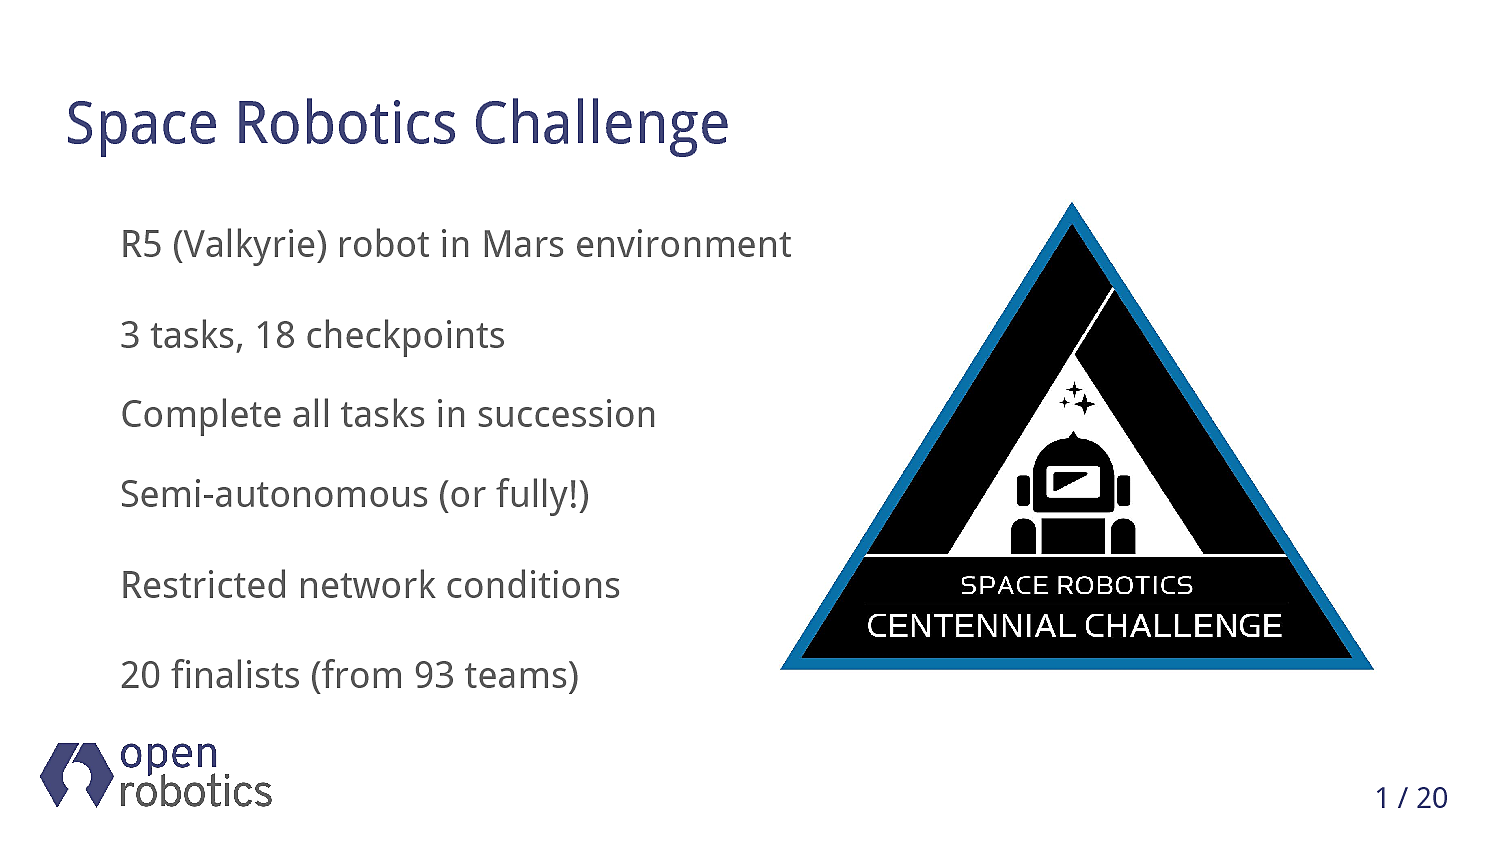 Space Robotics Challenge
R5 (Valkyrie) robot in Mars environment
3 tasks, 18 checkpoints
Complete all tasks in succession
Semi-autonomous (or fully!)
Restricted network conditions
20 finalists (from 93 teams)
SPACE ROBOTICS
CENTENNIAL CHALLENGE
open
robotics
1 / 20